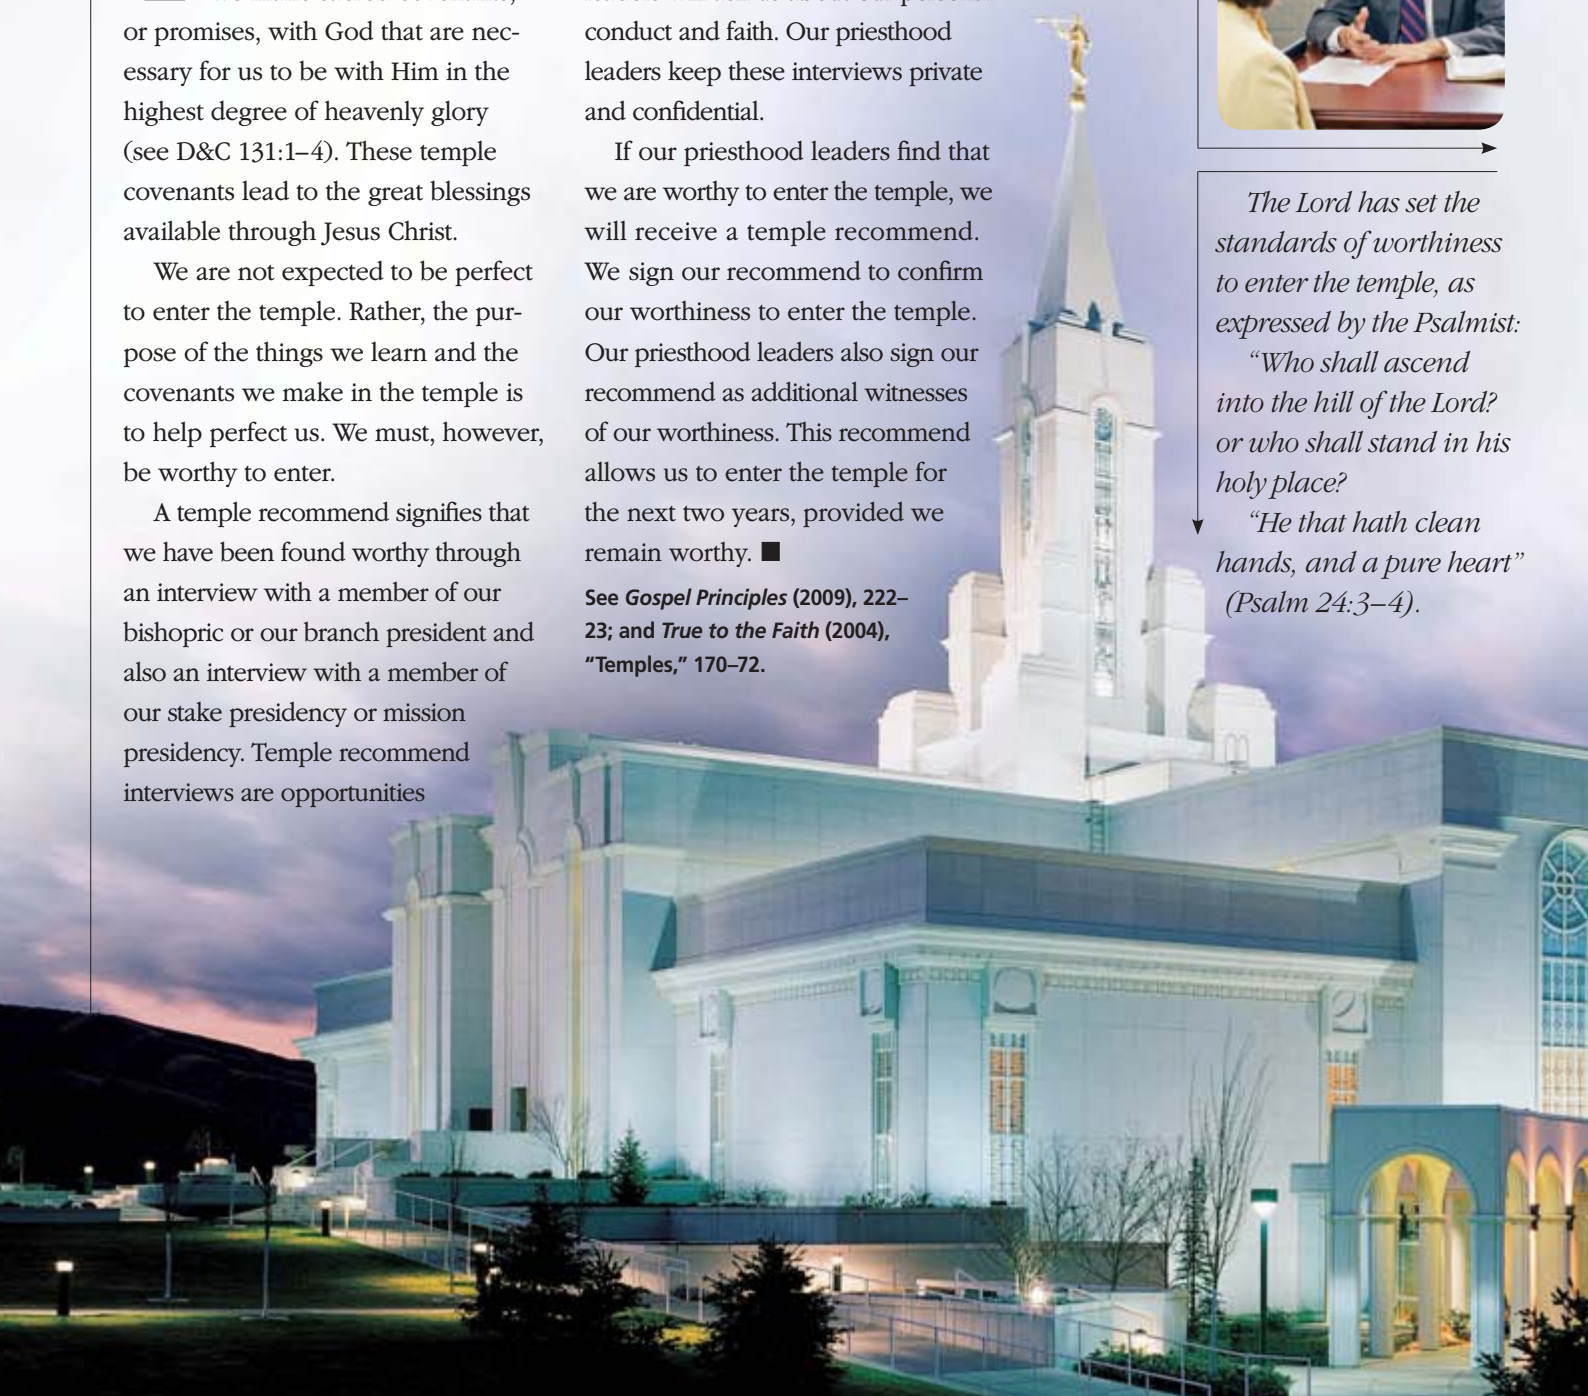 or promises, with God that are nec-
essary for us to be with Him in the
highest degree of heavenly glory
(see D&C 131:1–4). These temple
covenants lead to the great blessings
available through Jesus Christ.
We are not expected to be perfect
to enter the temple. Rather, the pur-
pose of the things we learn and the
covenants we make in the temple is
to help perfect us. We must, however,
be worthy to enter.
A temple recommend signifies that
we have been found worthy through
an interview with a member of our
bishopric or our branch president and
also an interview with a member of
our stake presidency or mission
presidency. Temple recommend
interviews are opportunities
conduct and faith. Our priesthood
leaders keep these interviews private
and confidential.
If our priesthood leaders find that
we are worthy to enter the temple, we
will receive a temple recommend.
We sign our recommend to confirm
our worthiness to enter the temple.
Our priesthood leaders also sign our
recommend as additional witnesses
of our worthiness. This recommend
allows us to enter the temple for
the next two years, provided we
remain worthy. ■
See Gospel Principles (2009), 222–
23; and True to the Faith (2004),
“Temples,” 170–72.
The Lord has set the
standards of worthiness
to enter the temple, as
expressed by the Psalmist:
“Who shall ascend
into the hill of the Lord?
or who shall stand in his
holy place?
“He that hath clean
hands, and a pure heart”
(Psalm 24:3–4).